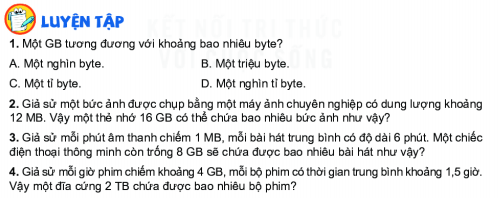 LUYỆN TẬP
KẾT NỐI TRI THỨC
VỚI CUỘC SỐNG
1. Một GB tương đương với khoảng bao nhiêu byte?
A. Một nghìn byte. B. Một triệu byte.
C. Một tỉ byte. D. Một nghìn tỉ byte.
2. Giả sử một bức ảnh được chụp bằng một máy ảnh chuyên nghiệp có dung lượng khoảng
12 MB. Vậy một thẻ nhớ 16 GB có thể chứa bao nhiêu bức ảnh như vậy?
3. Giả sử mỗi phút âm thanh chiếm 1 MB, mỗi bài hát trung bình có độ dài 6 phút. Một chiếc
điện thoại thông minh còn trống 8 GB sẽ chứa được bao nhiêu bài hát như vậy?
4. Giả sử mỗi giờ phim chiếm khoảng 4 GB, mỗi bộ phim có thời gian trung bình khoảng 1,5 giờ.
Vậy một đĩa cứng 2 TB chứa được bao nhiêu bộ phim?